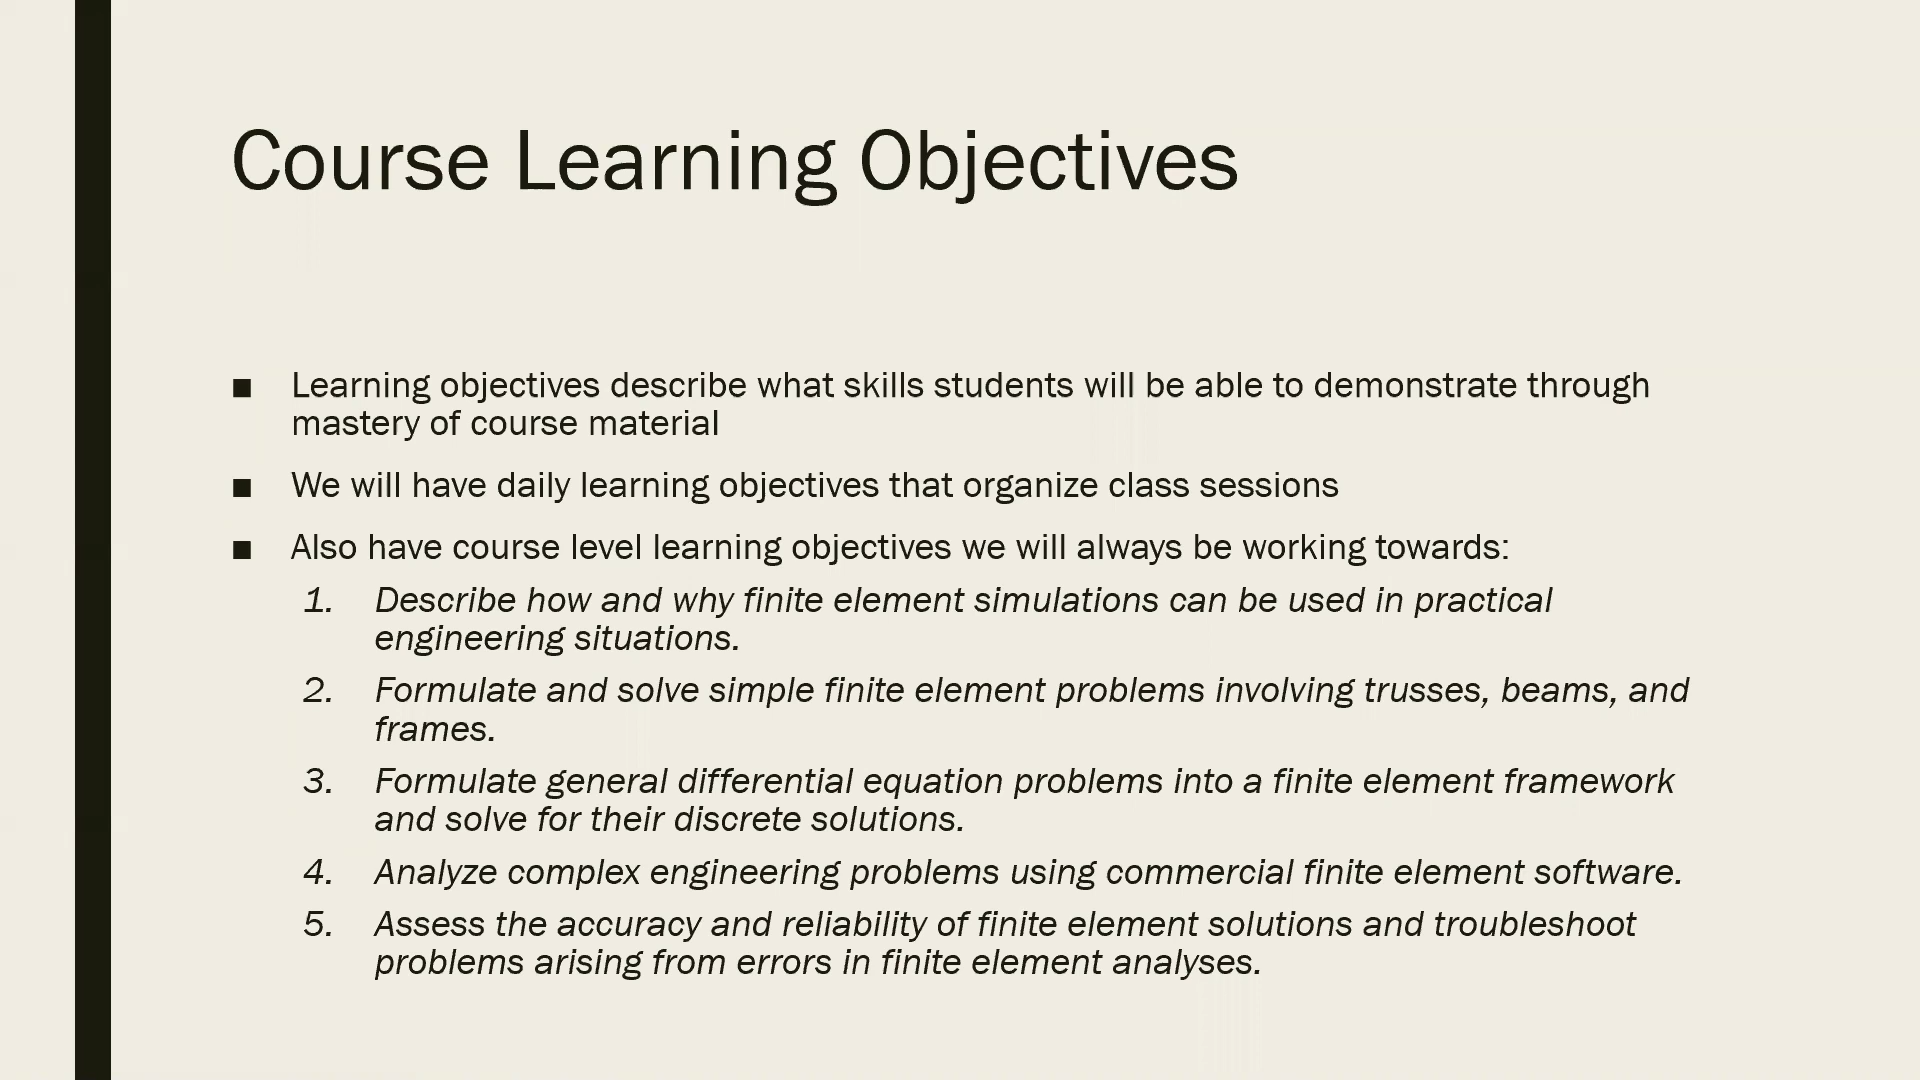 Course Learning Objectives
■ Learning objectives describe what skills students will be able to demonstrate through
mastery of course material
■ We will have daily learning objectives that organize class sessions
■ Also have course level learning objectives we will always be working towards:
1. Describe how and why finite element simulations can be used in practical
engineering situations.
2. Formulate and solve simple finite element problems involving trusses, beams, and
frames.
3. Formulate general differential equation problems into a finite element framework
and solve for their discrete solutions.
4. Analyze complex engineering problems using commercial finite element software.
5. Assess the accuracy and reliability of finite element solutions and troubleshoot
problems arising from errors in finite element analyses.